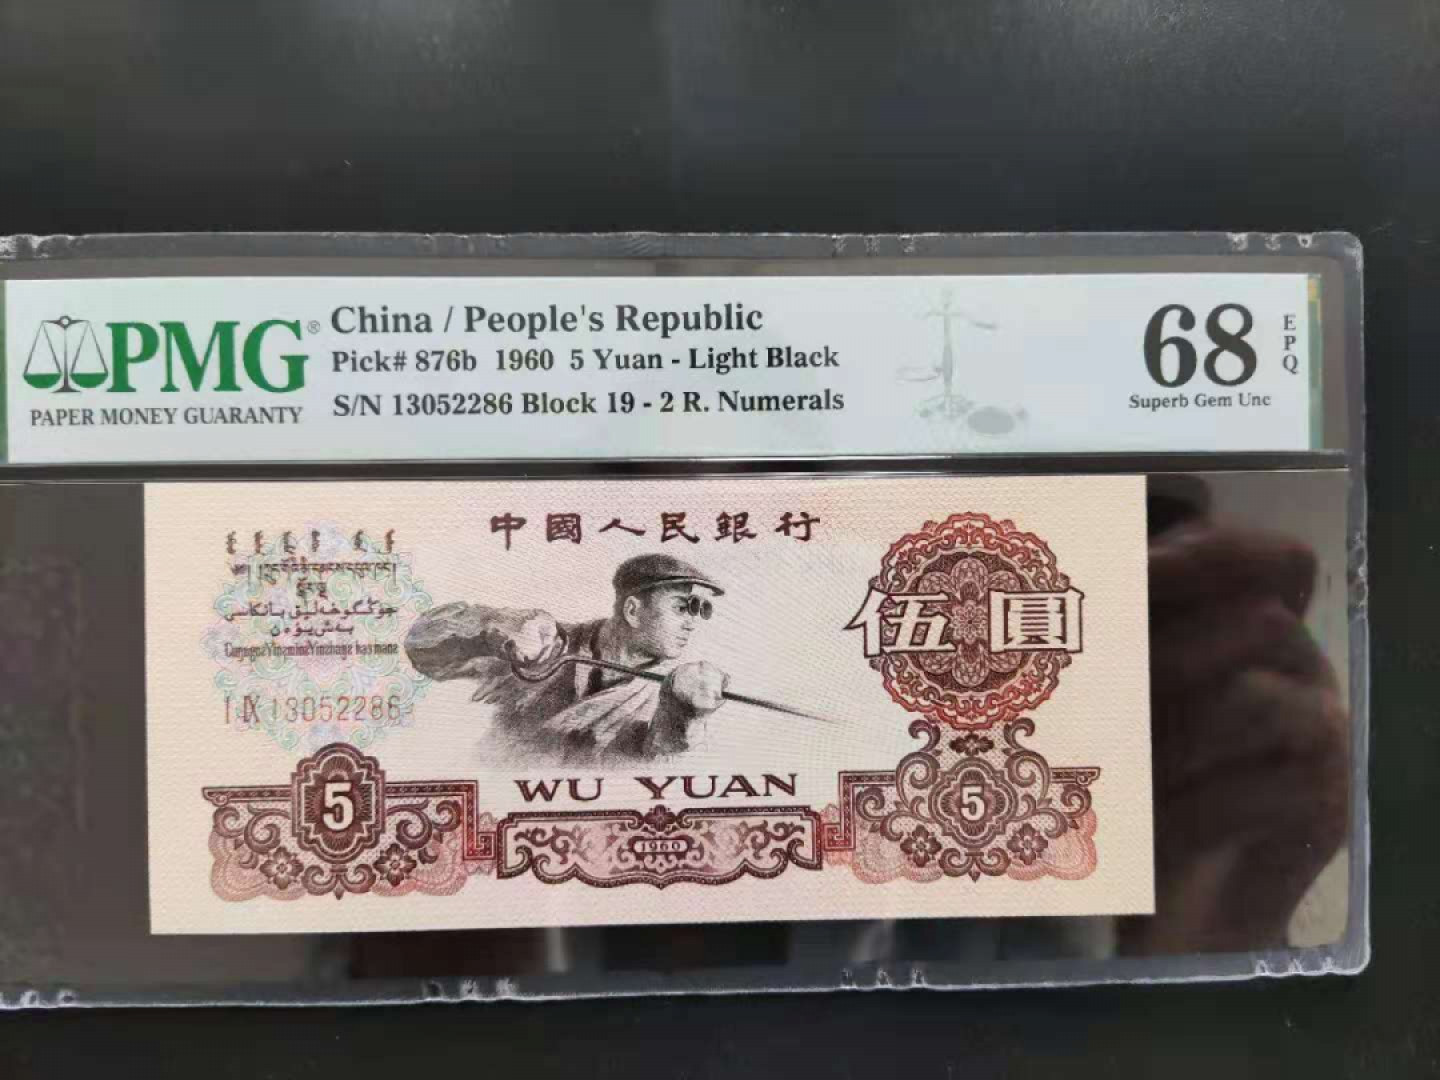 PMG®
PAPER MONEY GUARANTY
China / People's Republic
Pick# 876b 1960 5 Yuan - Light Black
S/N 13052286 Block 19 - 2 R. Numerals
68
EPQ
Superb Gem Unc
中國人民銀行
伍圓
I IX 13052286
5
WU YUAN
5
1960